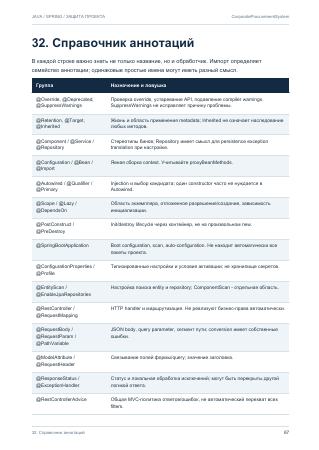 JAVA / SPRING / ЗАЩИТА ПРОЕКТА
CorporateProcurementSystem
32. Справочник аннотаций
В каждой строке важно знать не только название, но и обработчик. Импорт определяет
семейство аннотации; одинаковые простые имена могут иметь разный смысл.
Группа
Назначение и ловушка
@Override, @Deprecated,
@SuppressWarnings
Проверка override, устаревание API, подавление compiler warnings.
SuppressWarnings не исправляет проблему.
@Retention, @Target,
@Inherited
Жизнь и область применения metadata; Inherited не означает наследование
любых методов.
@Component / @Service /
@Repository
Стереотипы бинов; Repository имеет смысл для persistence exception
translation при настройке.
@Configuration / @Bean /
@Import
Явная сборка context. Учитывайте proxyBeanMethods.
@Autowired / @Qualifier /
@Primary
Injection и выбор кандидата; один constructor часто не нуждается в
Autowired.
@Scope / @Lazy /
@DependsOn
Область экземпляра, отложенное разрешение/создание, зависимость
инициализации.
@PostConstruct /
@PreDestroy
Init/destroy lifecycle через контейнер, не на произвольном new.
@SpringBootApplication
Boot configuration, scan, auto-configuration. Не находит автоматически все
пакеты проекта.
@ConfigurationProperties /
@Profile
Типизированные настройки и условия активации; не хранилище секретов.
@EntityScan /
@EnableJpaRepositories
Настройка поиска entity и repository; ComponentScan - отдельная область.
@RestController /
@RequestMapping
HTTP handler и маршрутизация. Не реализуют бизнес-права автоматически.
@RequestBody /
@RequestParam /
@PathVariable
JSON body, query parameter, сегмент пути; conversion имеет собственные
ошибки.
@ModelAttribute /
@RequestHeader
Связывание полей формы/query; значение заголовка.
@ResponseStatus /
@ExceptionHandler
Статус и локальная обработка исключений; могут быть перекрыты другой
логикой ответа.
@RestControllerAdvice
Общая MVC-политика ответов/ошибок, не автоматический перехват всех
filters.
32. Справочник аннотаций
67